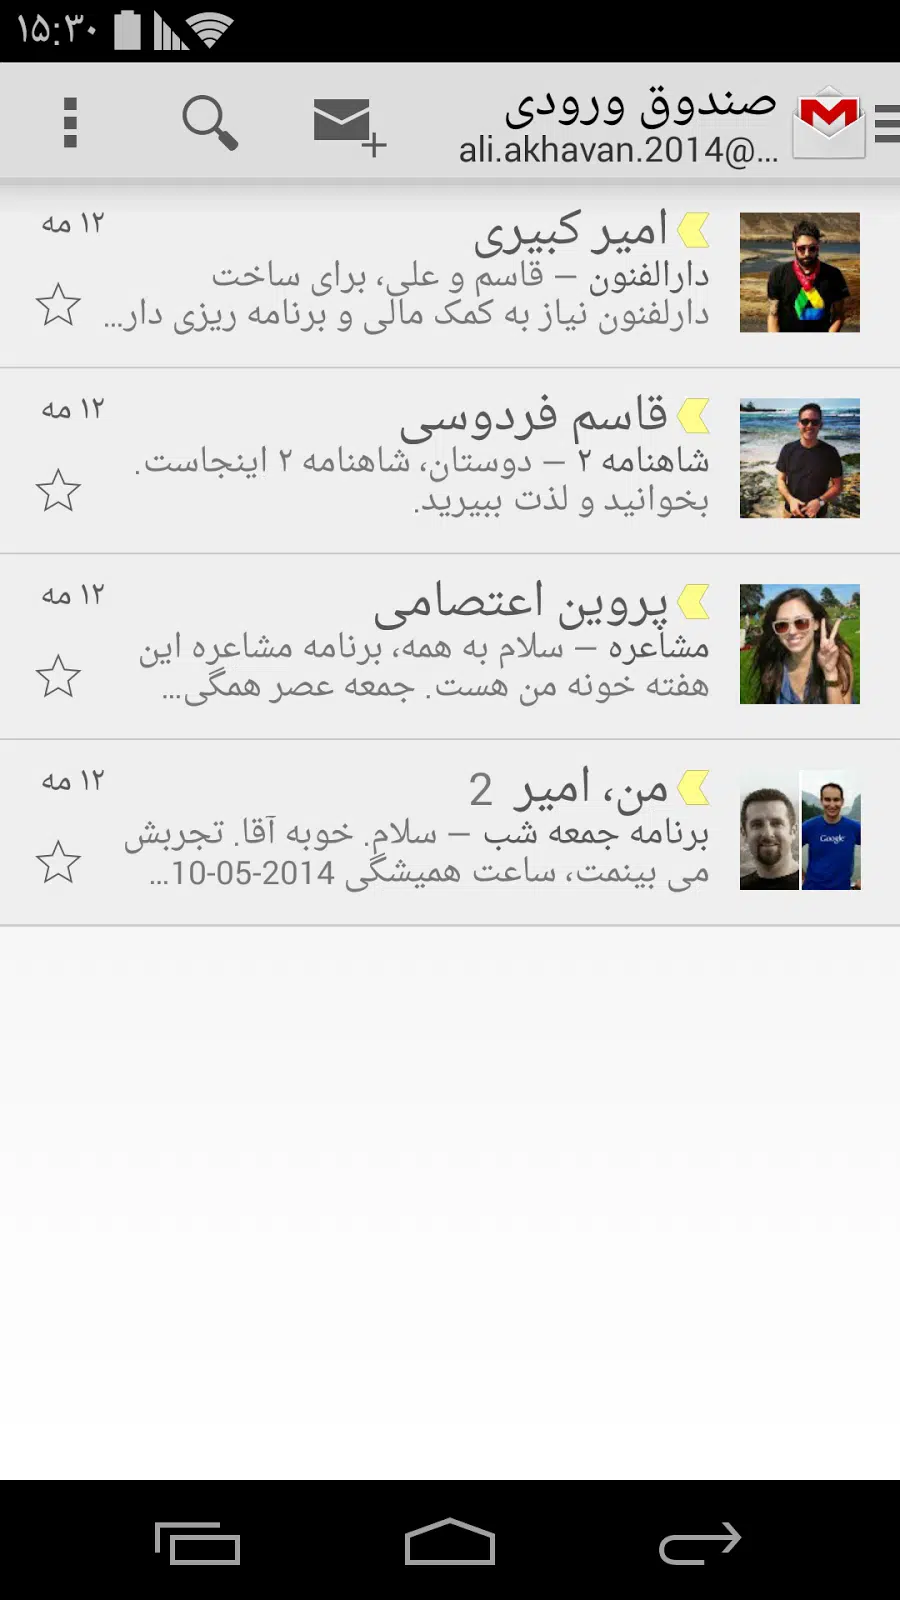 ۱۵:۳۰
صندوق ورودی
ali.akhavan.2014@...
امیر کبیری
۱۲ مه
دارالفنون – قاسم و علی، برای ساخت
دارلفنون نیاز به کمک مالی و برنامه ریزی دار...
قاسم فردوسی
۱۲ مه
شاهنامه ۲ – دوستان، شاهنامه ۲ اینجاست.
بخوانید و لذت ببیرید.
پروین اعتصامی
۱۲ مه
مشاعره – سلام به همه، برنامه مشاعره این
هفته خونه من هست. جمعه عصر همگی...
من، امیر 2
۱۲ مه
برنامه جمعه شب – سلام. خوبه آقا. تجربش
می بینمت، ساعت همیشگی 2014-05-10...
Google